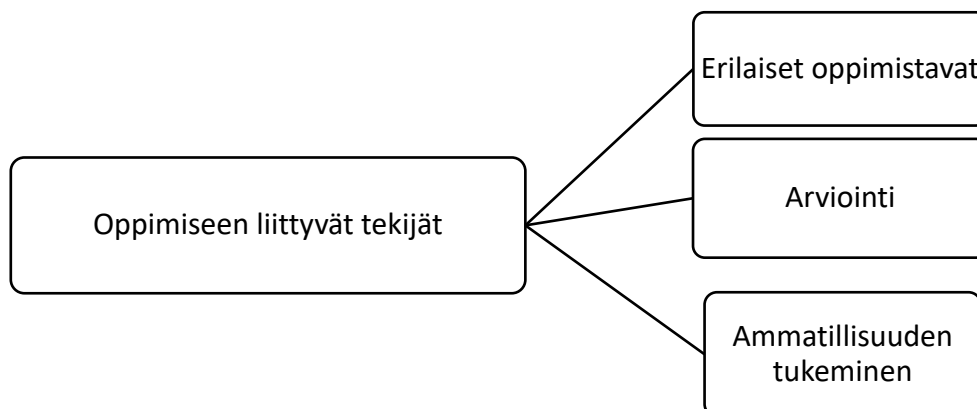 Erilaiset oppimistavat
Oppimiseen liittyvät tekijät
Arviointi
Ammatillisuuden
tukeminen